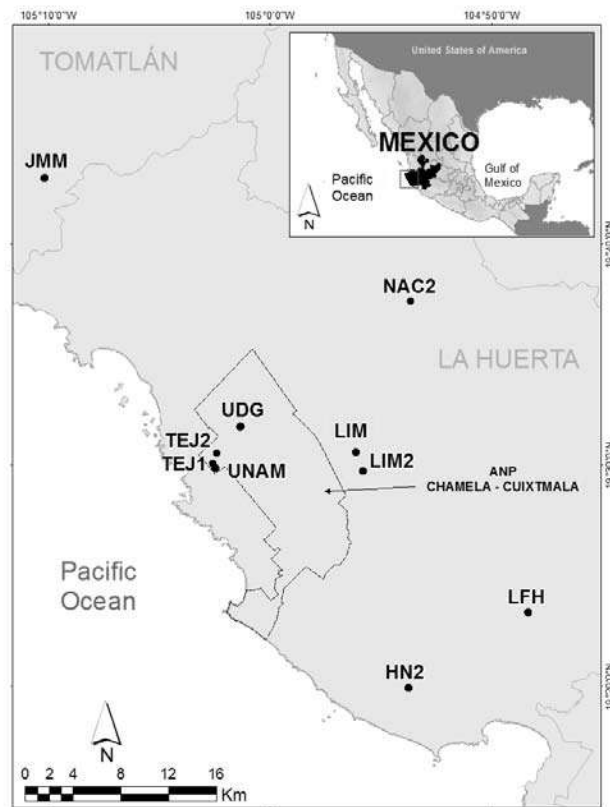 105°10'0"W
105°0'0"W
104°50'0"W
TOMATLÁN
United States of America
MEXICO
Pacific
Ocean
Gulf of
Mexico
N
JMM
NAC2
LA HUERTA
UDG
TEJ2
TEJ1
UNAM
LIM
LIM2
ANP
CHAMELA - CUIXTMALA
Pacific
Ocean
LFH
HN2
N
0 2 4 8 12 16
Km